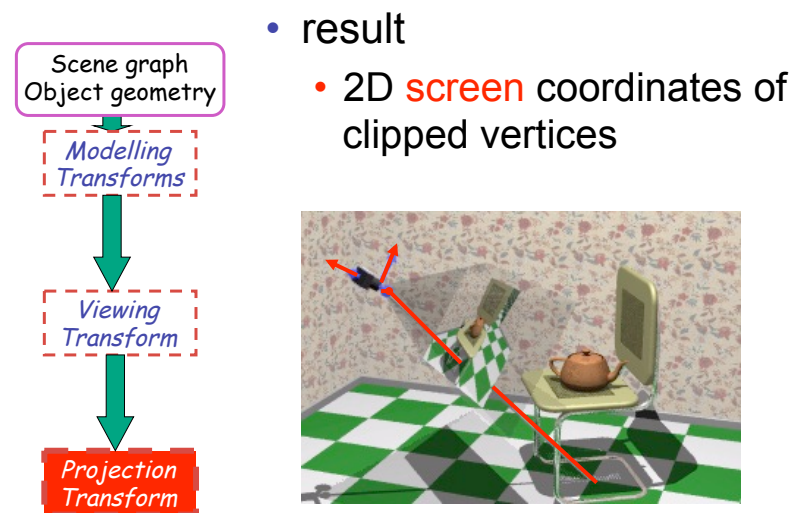 • result
• 2D screen coordinates of
clipped vertices
Scene graph
Object geometry
Modelling
Transforms
Viewing
Transform
Projection
Transform